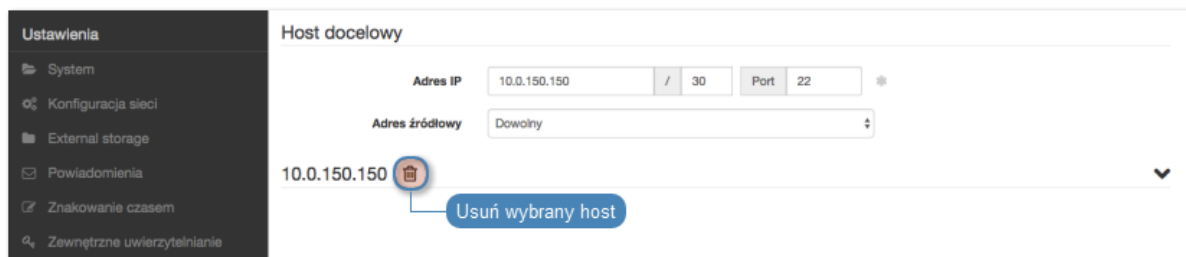 Ustawienia
System
Konfiguracja sieci
External storage
Powiadomienia
Znakowanie czasem
Zewnętrzne uwierzytelnianie
Host docelowy
Adres IP 10.0.150.150 / 30 Port 22
Adres źródłowy Dowolny
10.0.150.150
Usuń wybrany host